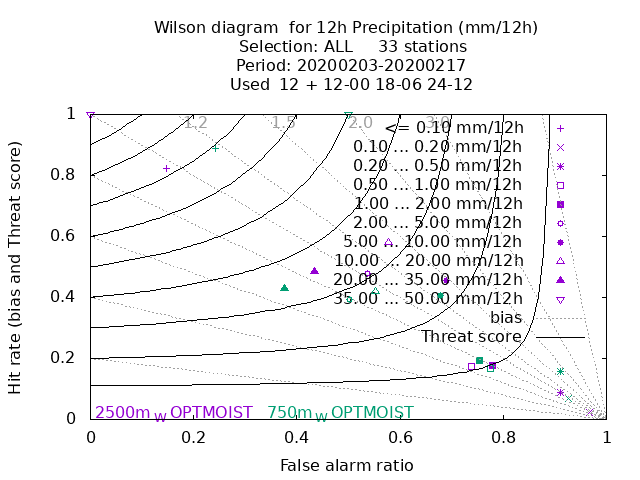 Wilson diagram  for 12h Precipitation (mm/12h)
Selection: ALL     33 stations
Period: 20200203-20200217
Used  12 + 12-00 18-06 24-12
1.2 1.5 2.0 3.0
<= 0.10 mm/12h
0.10 ... 0.20 mm/12h
0.20 ... 0.50 mm/12h
0.50 ... 1.00 mm/12h
1.00 ... 2.00 mm/12h
2.00 ... 5.00 mm/12h
5.00 ... 10.00 mm/12h
10.00 ... 20.00 mm/12h
20.00 ... 35.00 mm/12h
35.00 ... 50.00 mm/12h
bias
Threat score
1
0.8
0.6
0.4
0.2
0
Hit rate (bias and Threat score)
2500m_W OPTMOIST 750m_W OPTMOIST
0 0.2 0.4 0.6 0.8 1
False alarm ratio